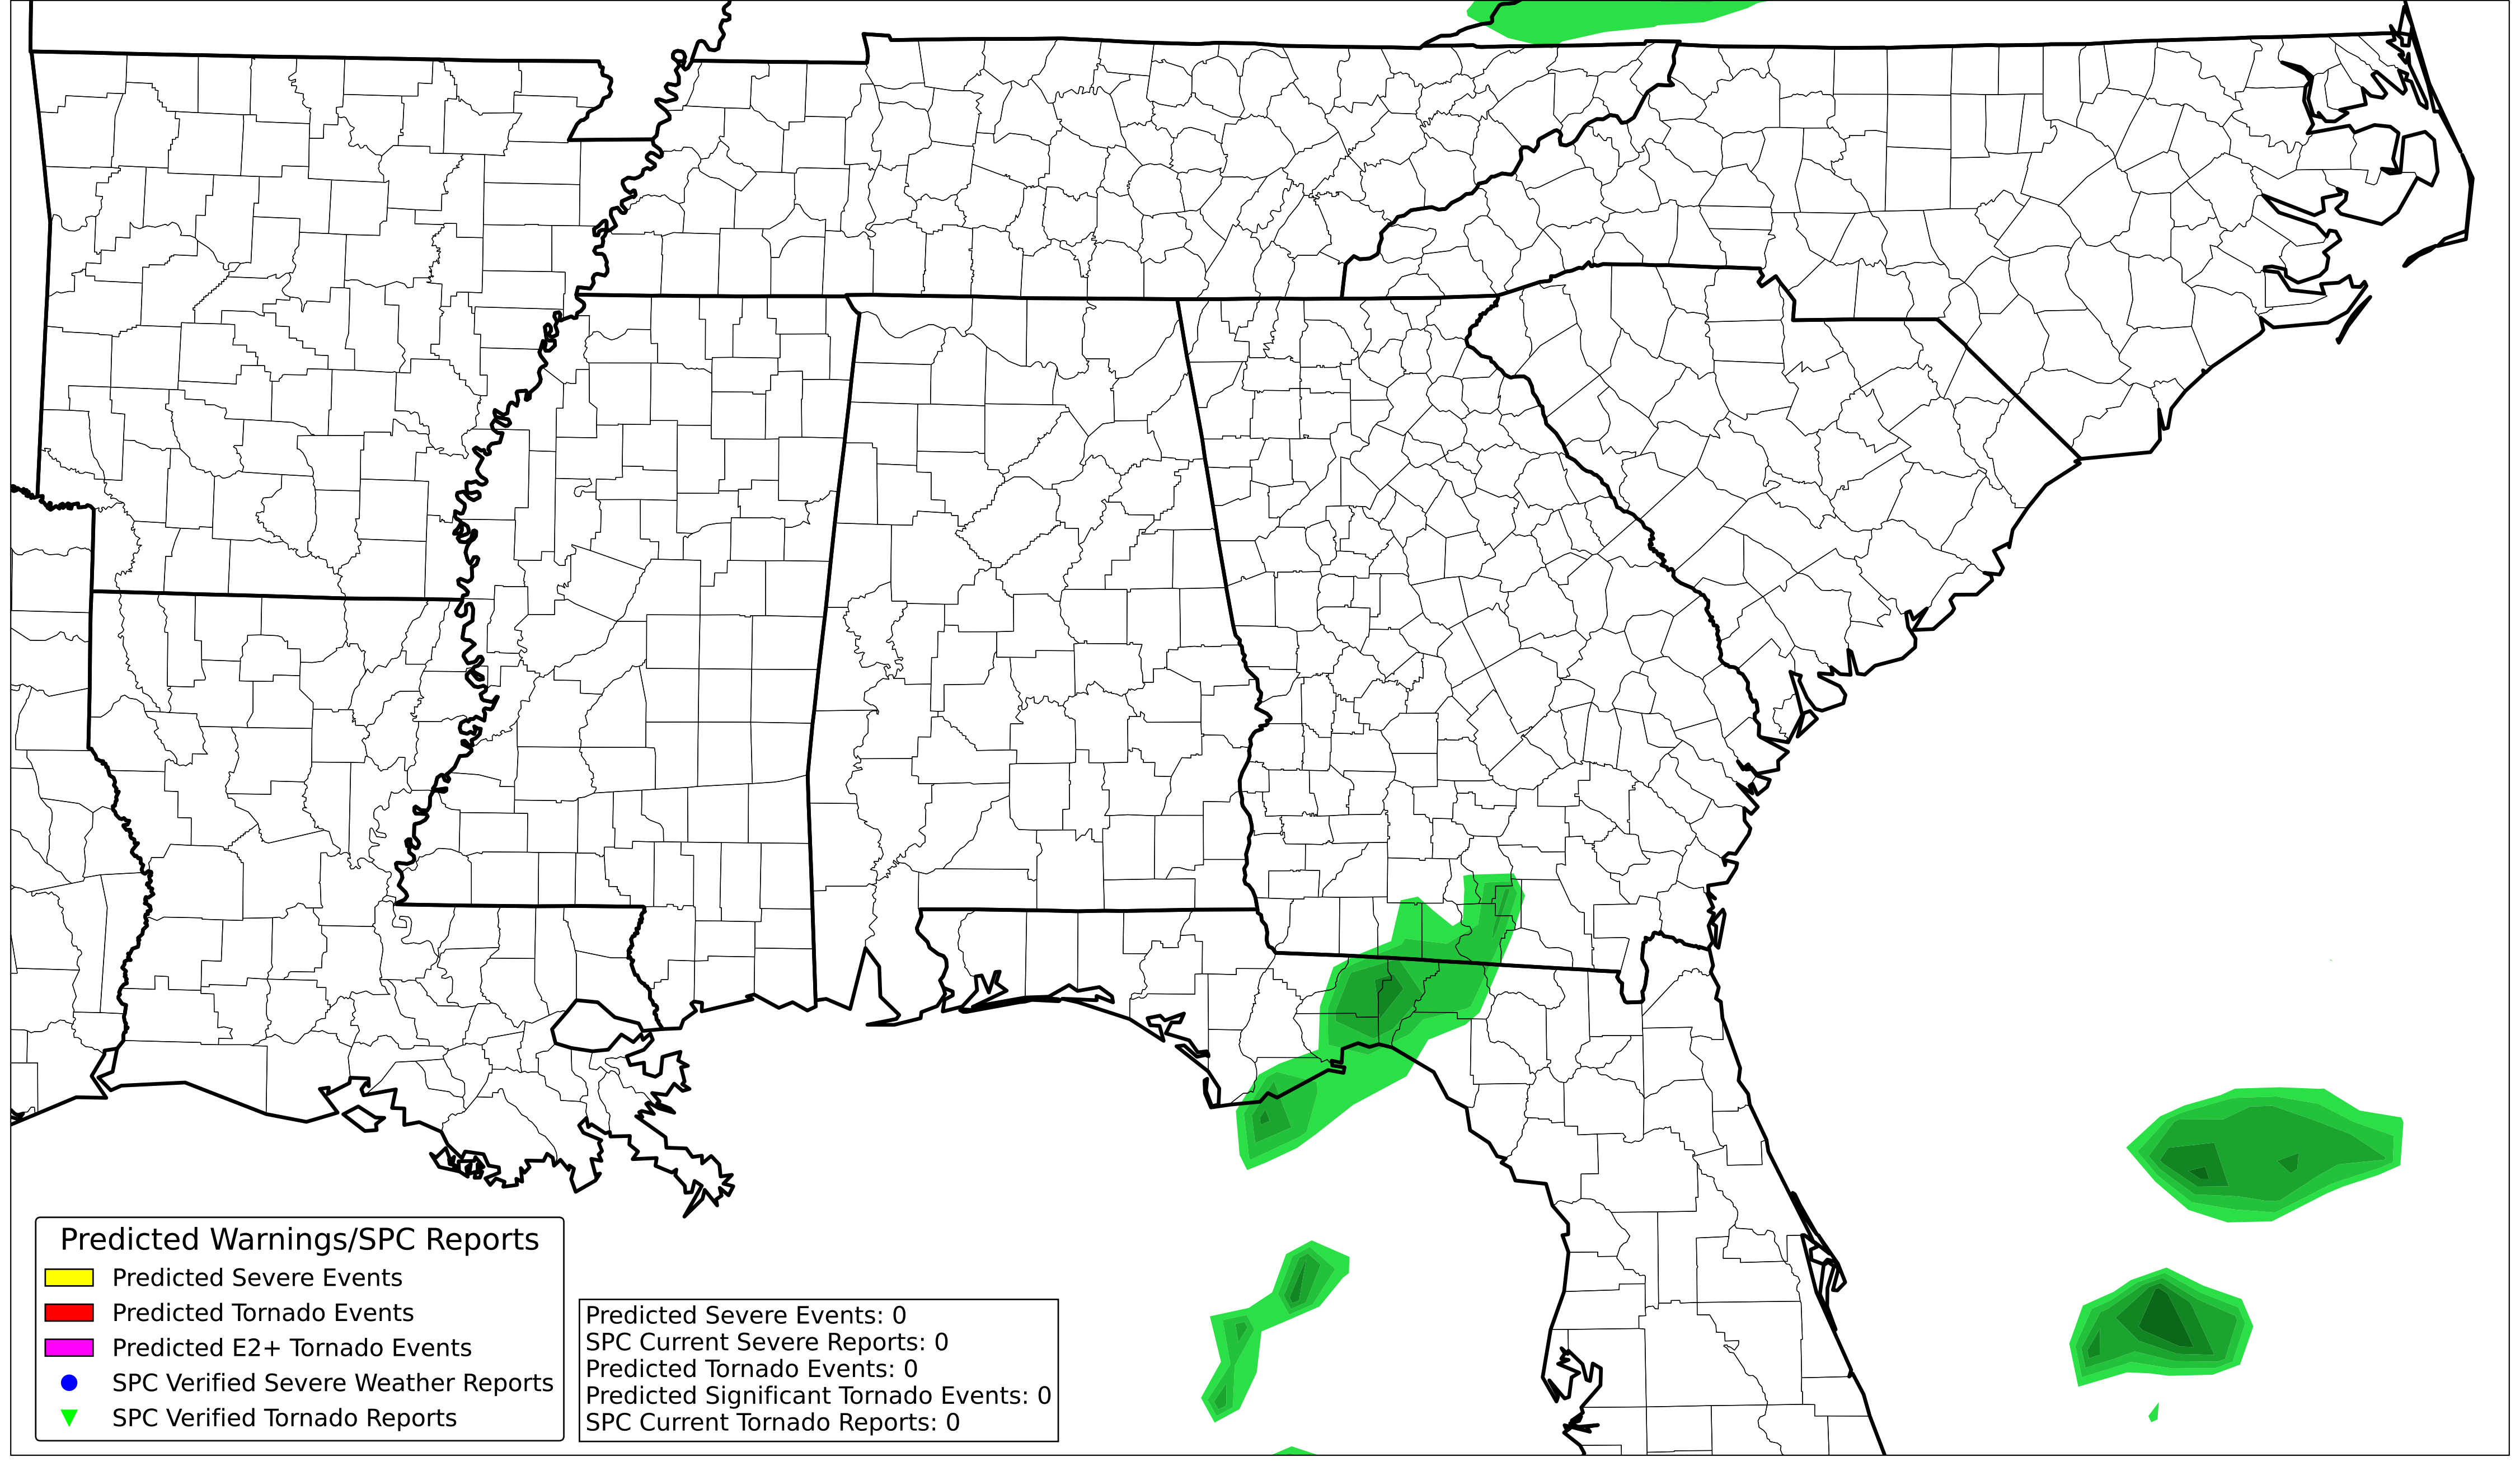 Predicted Warnings/SPC Reports
Predicted Severe Events
Predicted Tornado Events
Predicted E2+ Tornado Events
SPC Verified Severe Weather Reports
SPC Verified Tornado Reports
Predicted Severe Events: 0
SPC Current Severe Reports: 0
Predicted Tornado Events: 0
Predicted Significant Tornado Events: 0
SPC Current Tornado Reports: 0